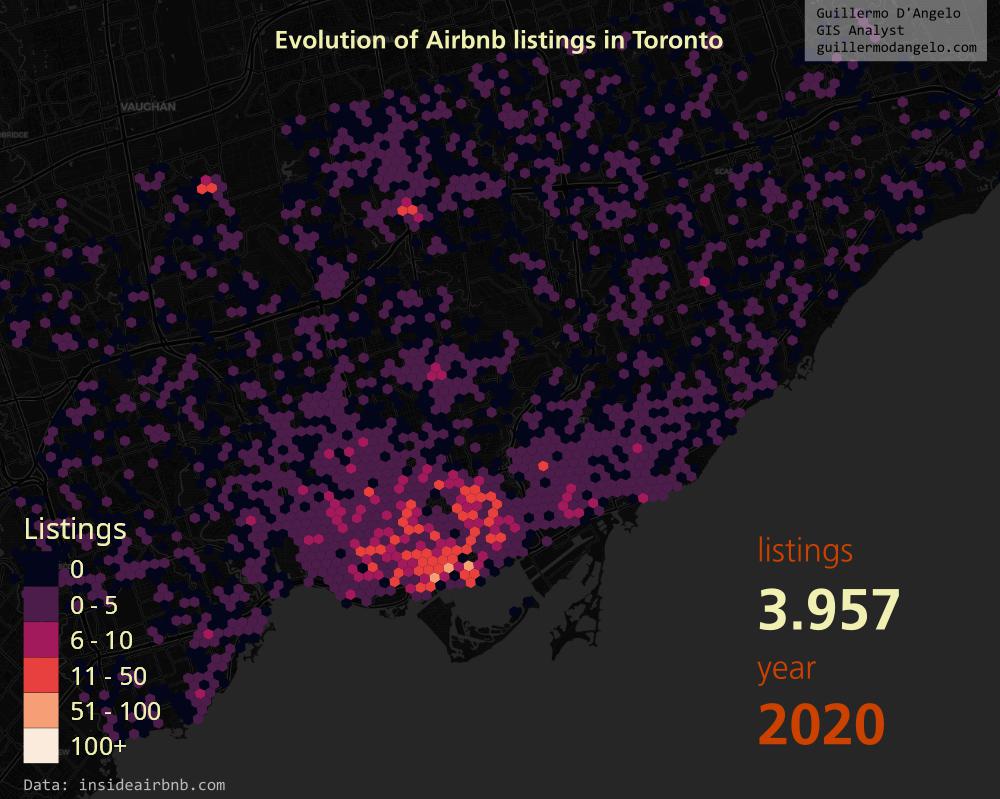 Evolution of Airbnb listings in Toronto
Guillermo D'Angelo
GIS Analyst
guillermodangelo.com
VAUGHAN
Listings
0
0 - 5
6 - 10
11 - 50
51 - 100
100+
Data: insideairbnb.com
listings
3.957
year
2020